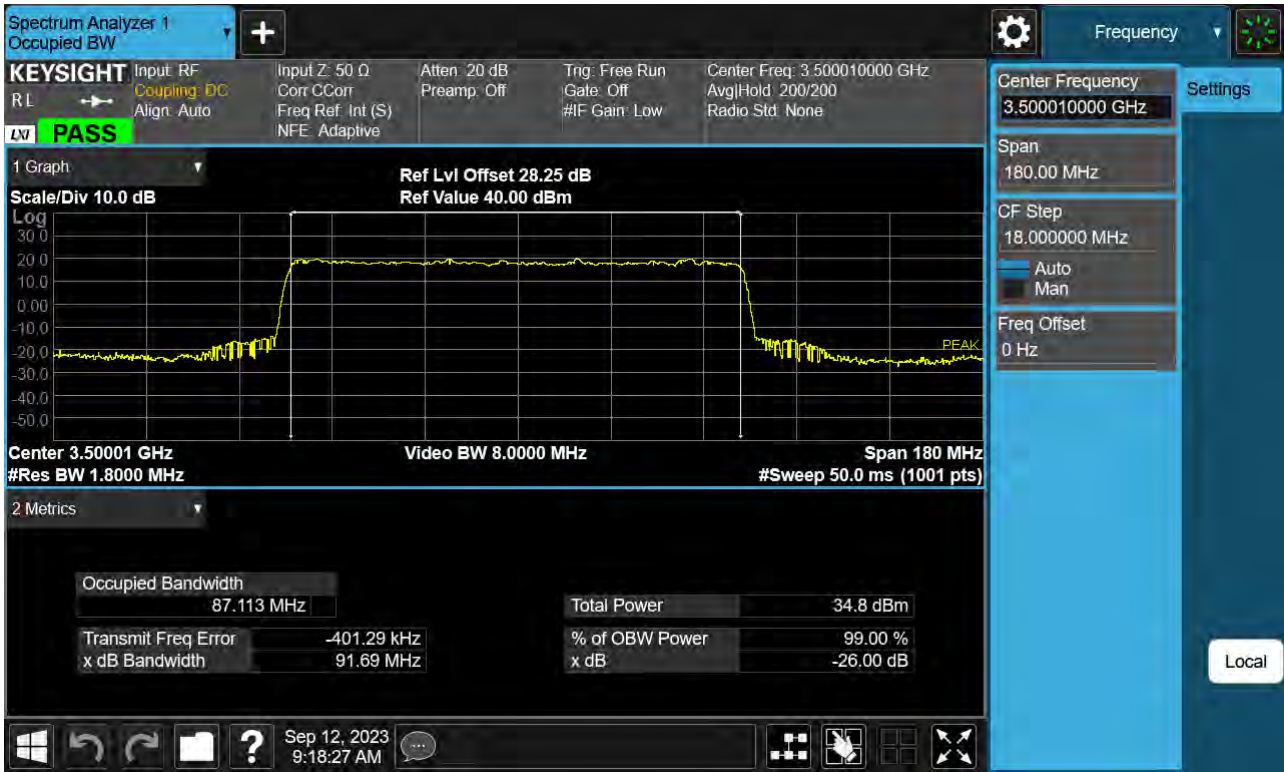 Spectrum Analyzer 1
Occupied BW
+
Frequency
KEYSIGHT
RL
LXI
PASS
Input: RF
Coupling: DC
Align: Auto
Input Z: 50 Ω
Corr CCorr
Freq Ref: Int (S)
NFE: Adaptive
Atten: 20 dB
Preamp: Off
Trig: Free Run
Gate: Off
#IF Gain: Low
Center Freq: 3.500010000 GHz
Avg|Hold: 200/200
Radio Std: None
Center Frequency
3.500010000 GHz
Settings
Span
180.00 MHz
CF Step
18.000000 MHz
Auto
Man
Freq Offset
0 Hz
Local
1 Graph
Scale/Div 10.0 dB
Ref Lvl Offset 28.25 dB
Ref Value 40.00 dBm
Log
30.0
20.0
10.0
0.00
-10.0
-20.0
-30.0
-40.0
-50.0
PEAK
Center 3.50001 GHz
#Res BW 1.8000 MHz
Video BW 8.0000 MHz
Span 180 MHz
#Sweep 50.0 ms (1001 pts)
2 Metrics
Occupied Bandwidth
87.113 MHz
Transmit Freq Error -401.29 kHz
x dB Bandwidth 91.69 MHz
Total Power 34.8 dBm
% of OBW Power 99.00 %
x dB -26.00 dB
?
Sep 12, 2023
9:18:27 AM